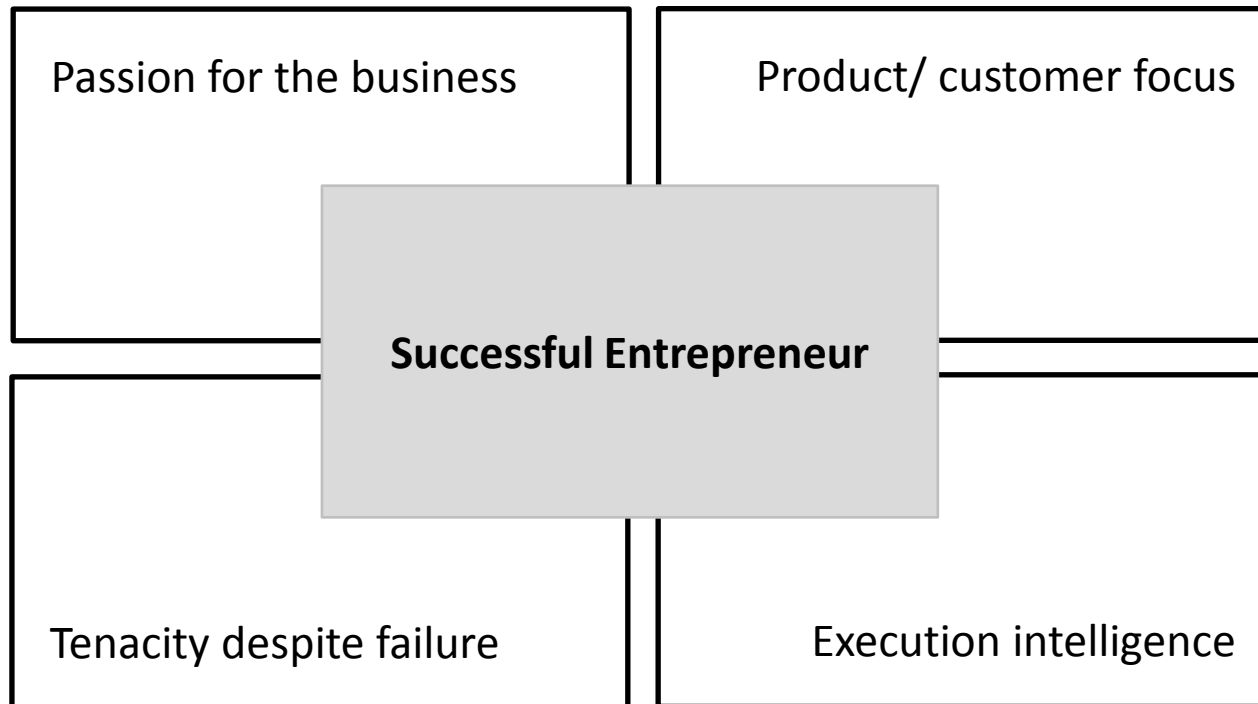 Passion for the business
Product/ customer focus
Successful Entrepreneur
Tenacity despite failure
Execution intelligence